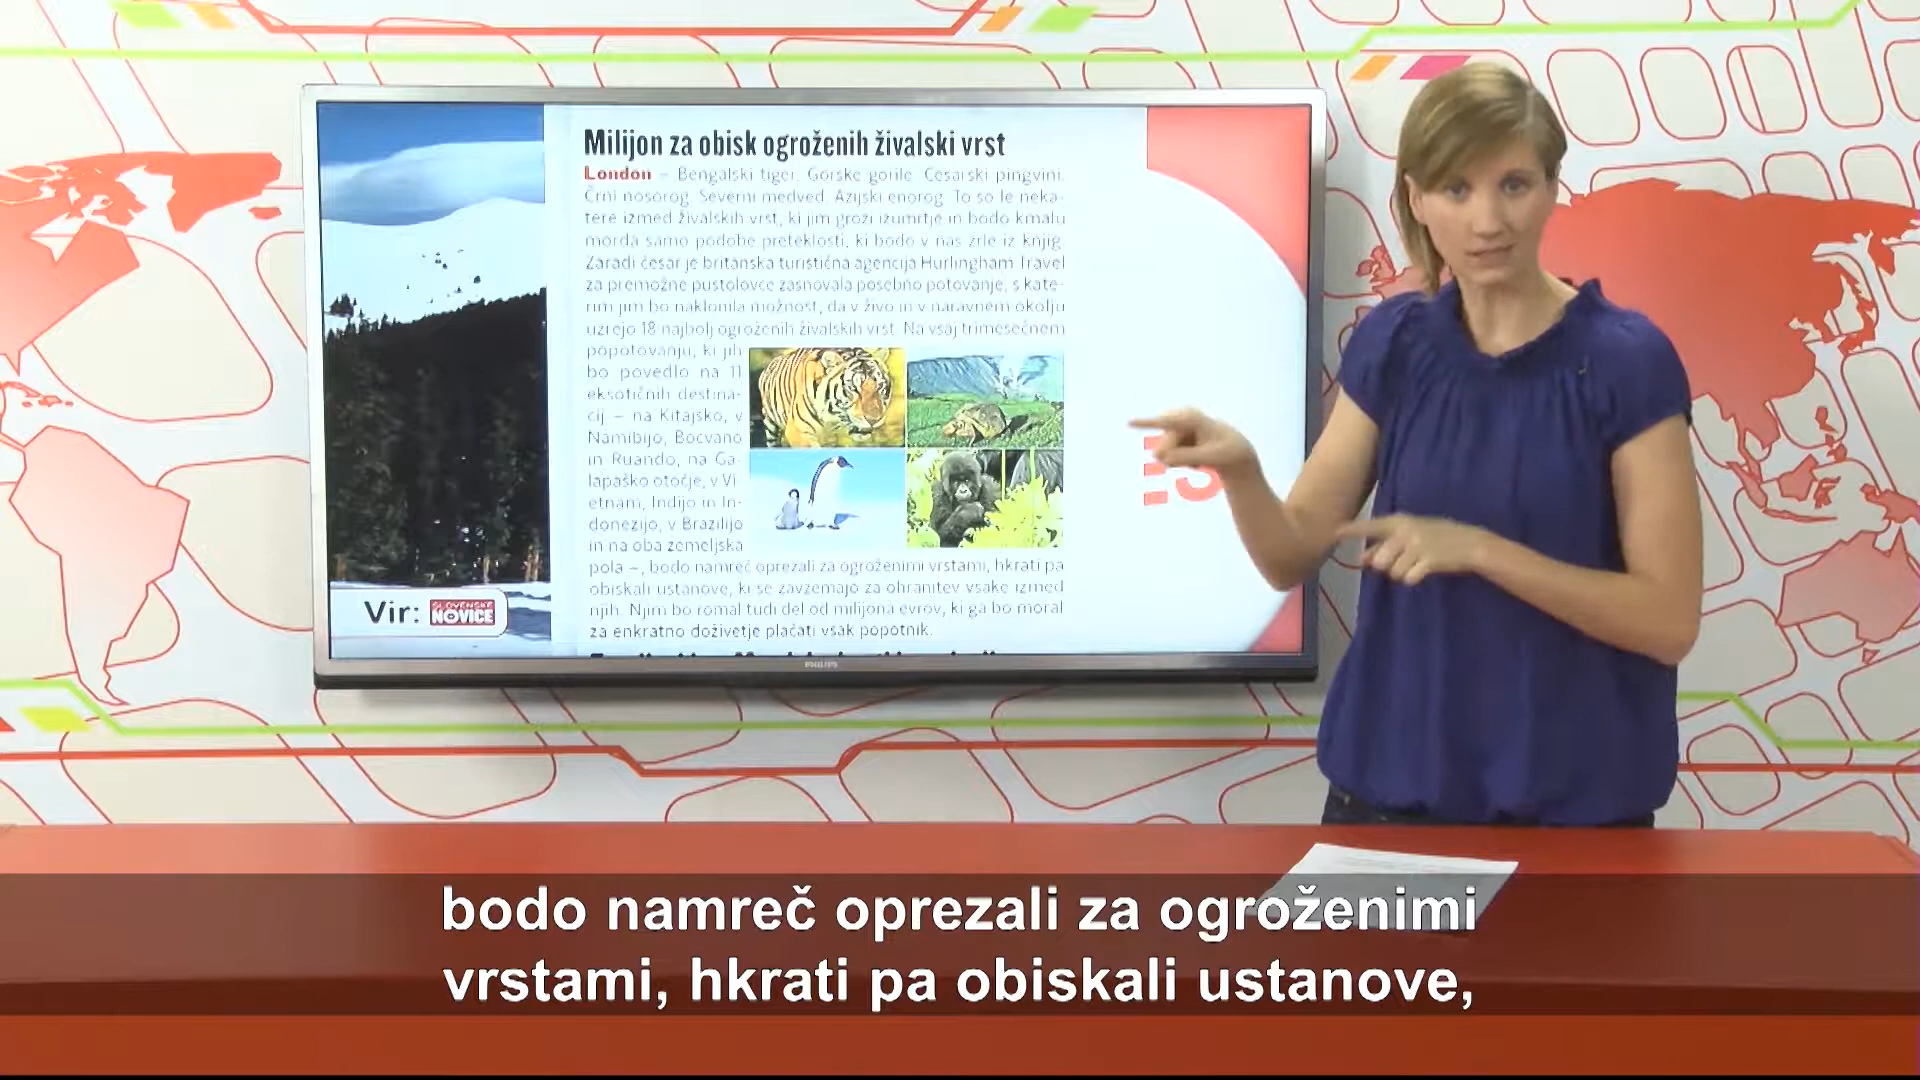 Milijon za obisk ogroženih živalski vrst
London – Bengalski tiger. Gorske gorile. Cesarski pingvini.
Črni nosorog. Severni medved. Azijski enorog. To so le neka-
tere izmed živalskih vrst, ki jim grozi izumrtje in bodo kmalu
morda samo podobe preteklosti, ki bodo v nas zrle iz knjig.
Zaradi česar je britanska turistična agencija Hurlingham Travel
za premožne pustolovce zasnovala posebno potovanje, s kate-
rim jim bo naklonila možnost, da v živo in v naravnem okolju
uzrejo 18 najbolj ogroženih živalskih vrst. Na vsaj trimesečnem
popotovanju, ki jih
bo povedlo na 11
eksotičnih destina-
cij – na Kitajsko, v
Namibijo, Bocvano
in Ruando, na Ga-
lapaško otočje, v Vi-
etnam, Indijo in In-
donezijo, v Brazilijo
in na oba zemeljska
pola –, bodo namreč oprezali za ogroženimi vrstami, hkrati pa
obiskali ustanove, ki se zavzemajo za ohranitev vsake izmed
njih. Njim bo romal tudi del od milijona evrov, ki ga bo moral
za enkratno doživetje plačati vsak popotnik.
Vir: SLOVENSKE NOVICE
ES
PHILIPS
bodo namreč oprezali za ogroženimi
vrstami, hkrati pa obiskali ustanove,